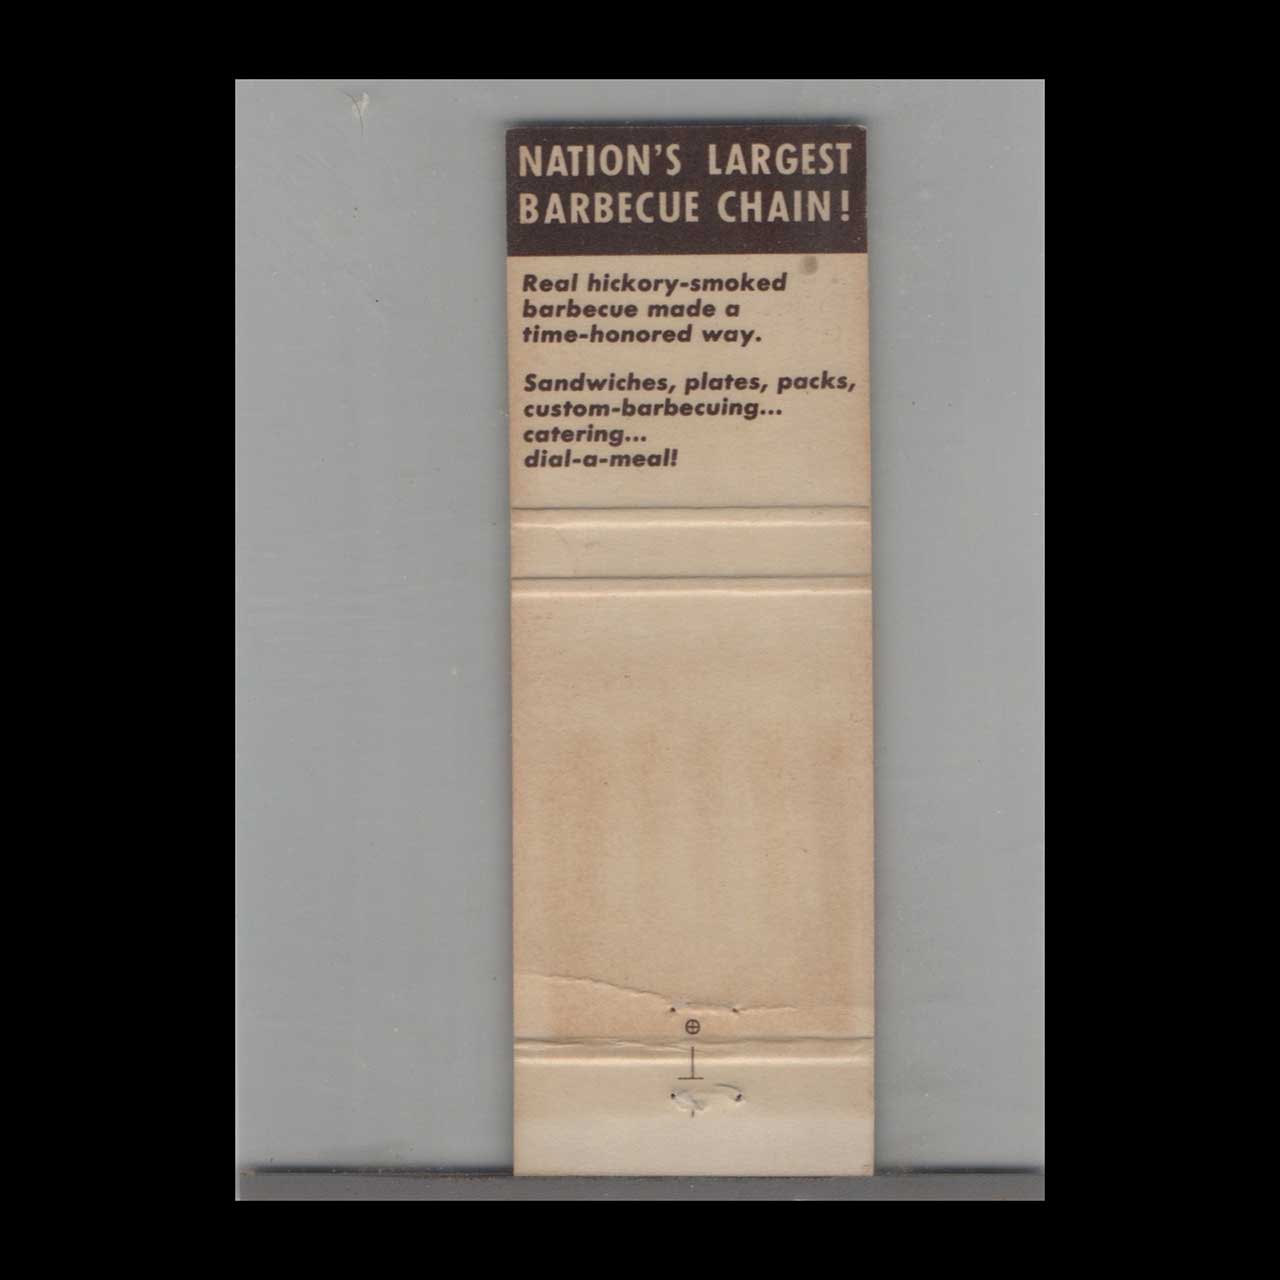 NATION'S LARGEST
BARBECUE CHAIN!
Real hickory-smoked
barbecue made a
time-honored way.
Sandwiches, plates, packs,
custom-barbecuing...
catering...
dial-a-meal!